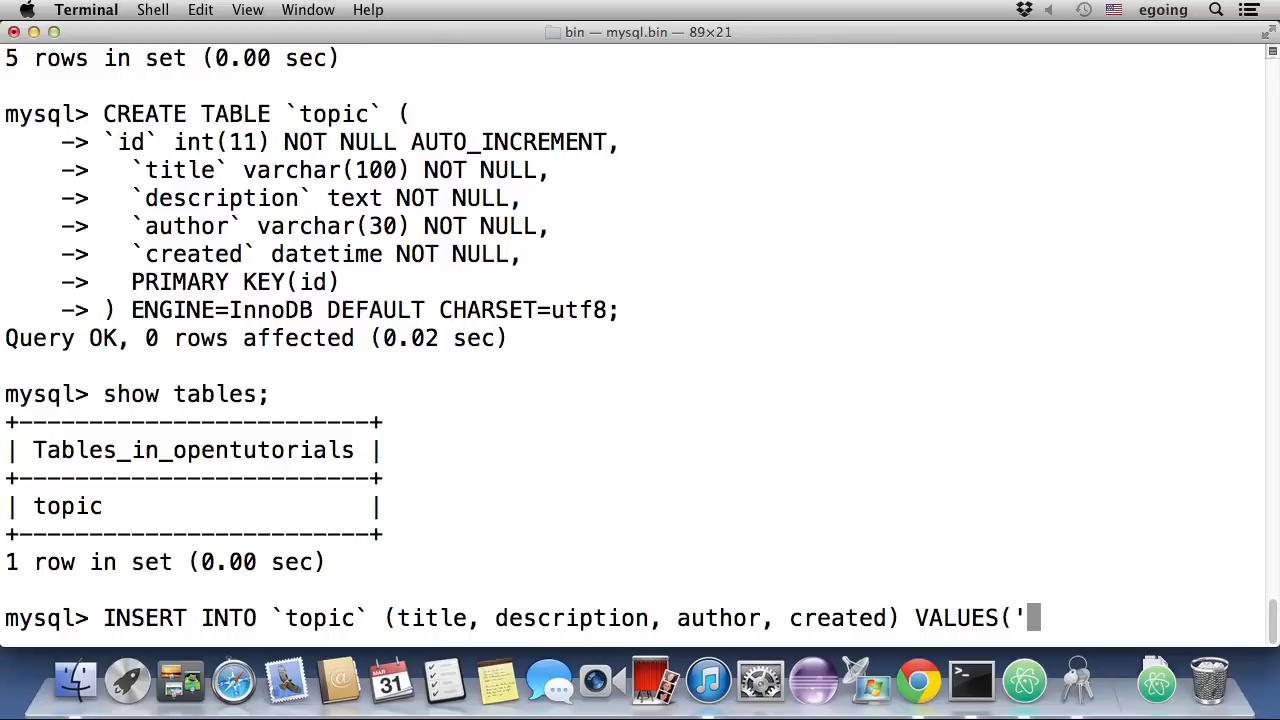 Terminal Shell Edit View Window Help egoing
bin — mysql.bin — 89×21
5 rows in set (0.00 sec)
mysql> CREATE TABLE `topic` (
    -> `id` int(11) NOT NULL AUTO_INCREMENT,
    ->   `title` varchar(100) NOT NULL,
    ->   `description` text NOT NULL,
    ->   `author` varchar(30) NOT NULL,
    ->   `created` datetime NOT NULL,
    ->   PRIMARY KEY(id)
    -> ) ENGINE=InnoDB DEFAULT CHARSET=utf8;
Query OK, 0 rows affected (0.02 sec)
mysql> show tables;
+------------------------+
| Tables_in_opentutorials |
+------------------------+
| topic                   |
+------------------------+
1 row in set (0.00 sec)
mysql> INSERT INTO `topic` (title, description, author, created) VALUES('
31